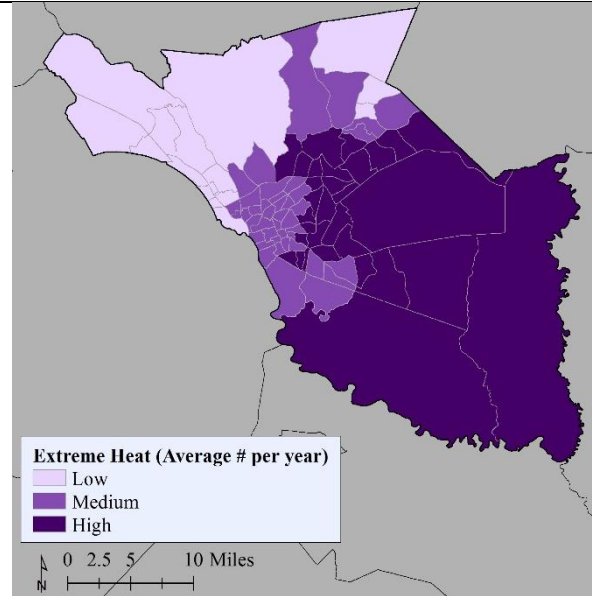 Extreme Heat (Average # per year)
Low
Medium
High
N
0 2.5 5 10 Miles